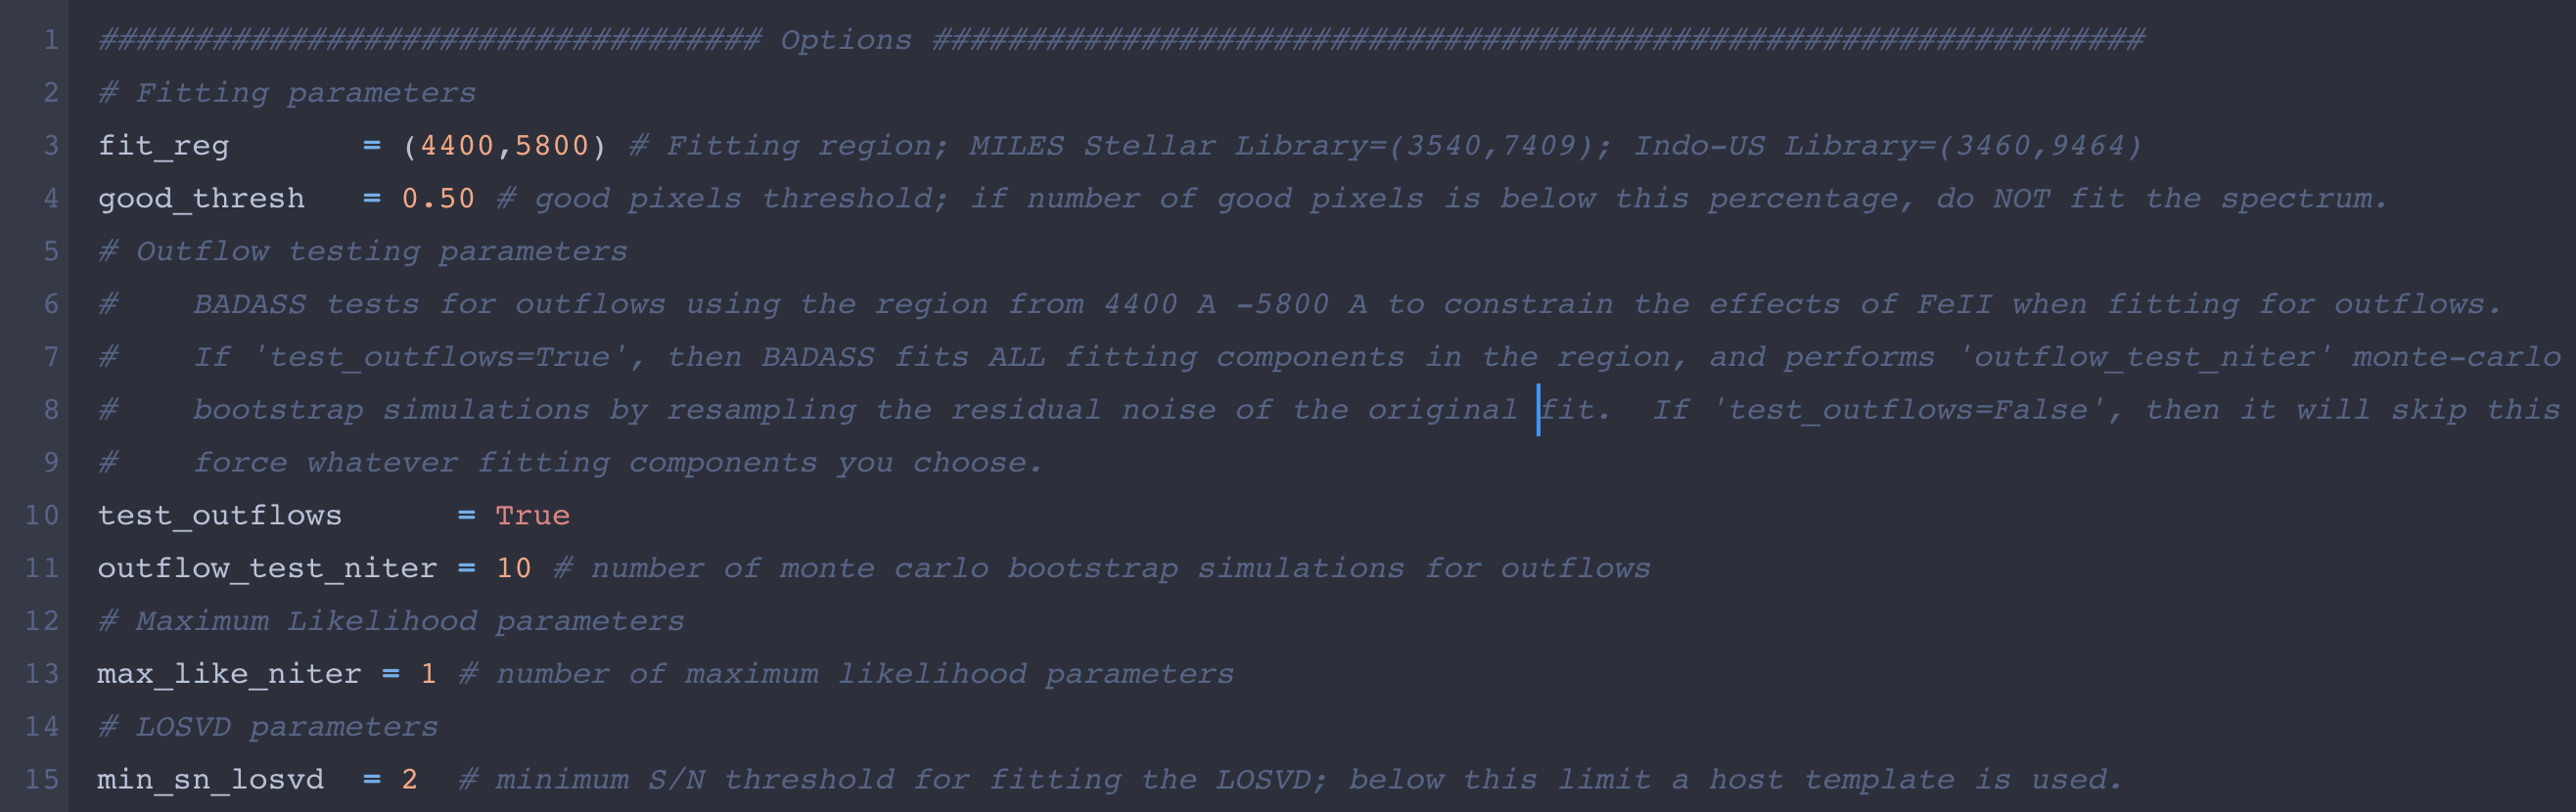 1 ################################### Options ################################################################
2 # Fitting parameters
3 fit_reg       = (4400,5800) # Fitting region; MILES Stellar Library=(3540,7409); Indo-US Library=(3460,9464)
4 good_thresh   = 0.50 # good pixels threshold; if number of good pixels is below this percentage, do NOT fit the spectrum.
5 # Outflow testing parameters
6 #    BADASS tests for outflows using the region from 4400 A -5800 A to constrain the effects of FeII when fitting for outflows.
7 #    If 'test_outflows=True', then BADASS fits ALL fitting components in the region, and performs 'outflow_test_niter' monte-carlo
8 #    bootstrap simulations by resampling the residual noise of the original fit.  If 'test_outflows=False', then it will skip this
9 #    force whatever fitting components you choose.
10 test_outflows      = True
11 outflow_test_niter = 10 # number of monte carlo bootstrap simulations for outflows
12 # Maximum Likelihood parameters
13 max_like_niter = 1 # number of maximum likelihood parameters
14 # LOSVD parameters
15 min_sn_losvd  = 2  # minimum S/N threshold for fitting the LOSVD; below this limit a host template is used.